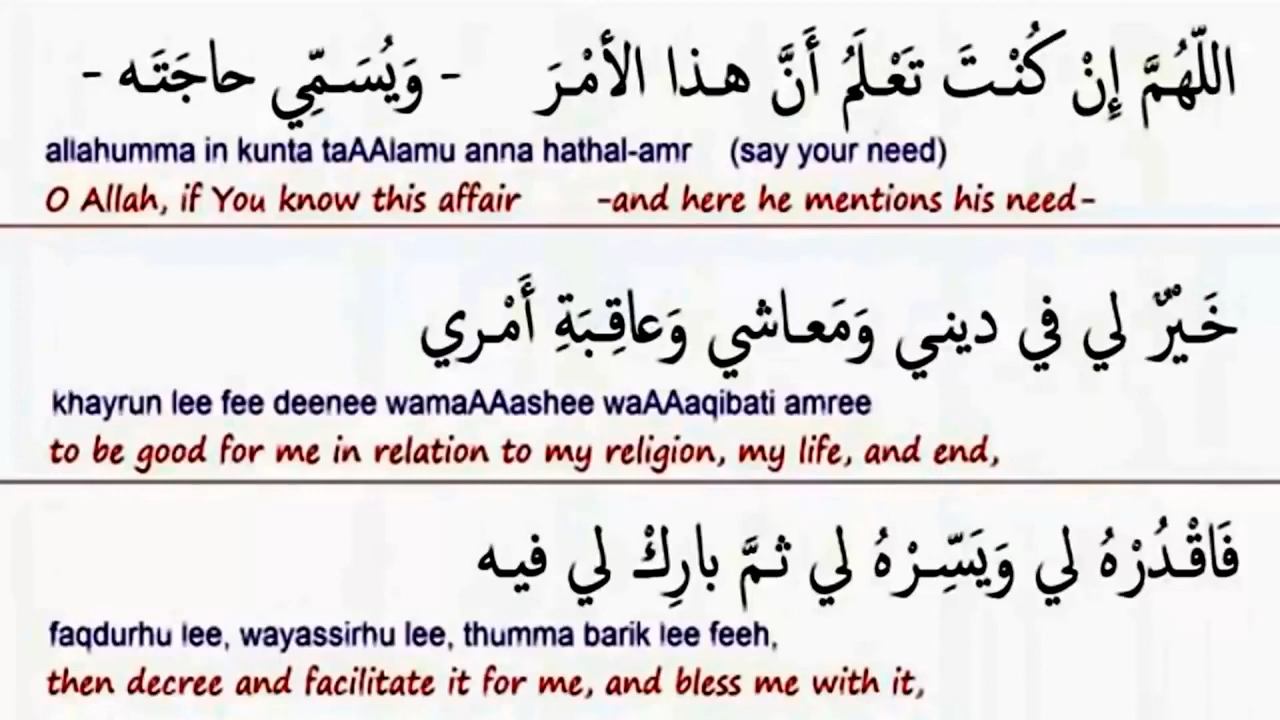 اللّهُمَّ إِنْ كُنْتَ تَعْلَمُ أَنَّ هذا الأمْرَ - وَيُسَمِّي حاجَتَه -
allahumma in kunta taAAlamu anna hathal-amr (say your need)
O Allah, if You know this affair -and here he mentions his need-
خَيْرٌ لي في ديني وَمَعاشي وَعاقِبَةِ أَمْري
khayrun lee fee deenee wamaAAashee waAAaqibati amree
to be good for me in relation to my religion, my life, and end,
فَاقْدُرْهُ لي وَيَسِّرْهُ لي ثمَّ بارِكْ لي فيه
faqdurhu lee, wayassirhu lee, thumma barik lee feeh,
then decree and facilitate it for me, and bless me with it,